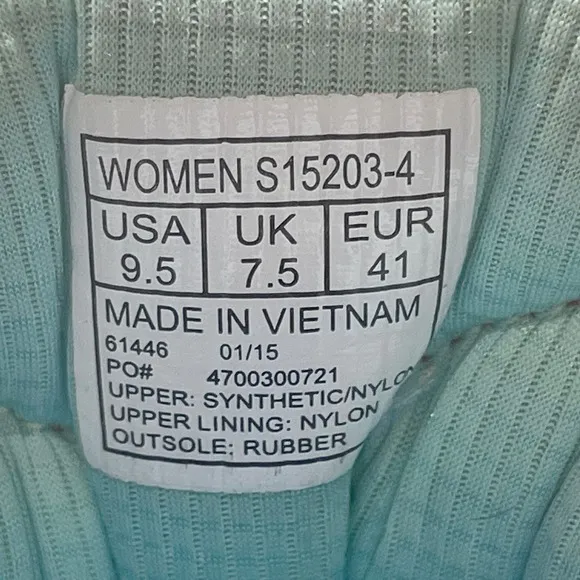 WOMEN S15203-4
USA UK EUR
9.5 7.5 41
MADE IN VIETNAM
61446 01/15
PO# 4700300721
UPPER: SYNTHETIC/NYLON
UPPER LINING: NYLON
OUTSOLE: RUBBER